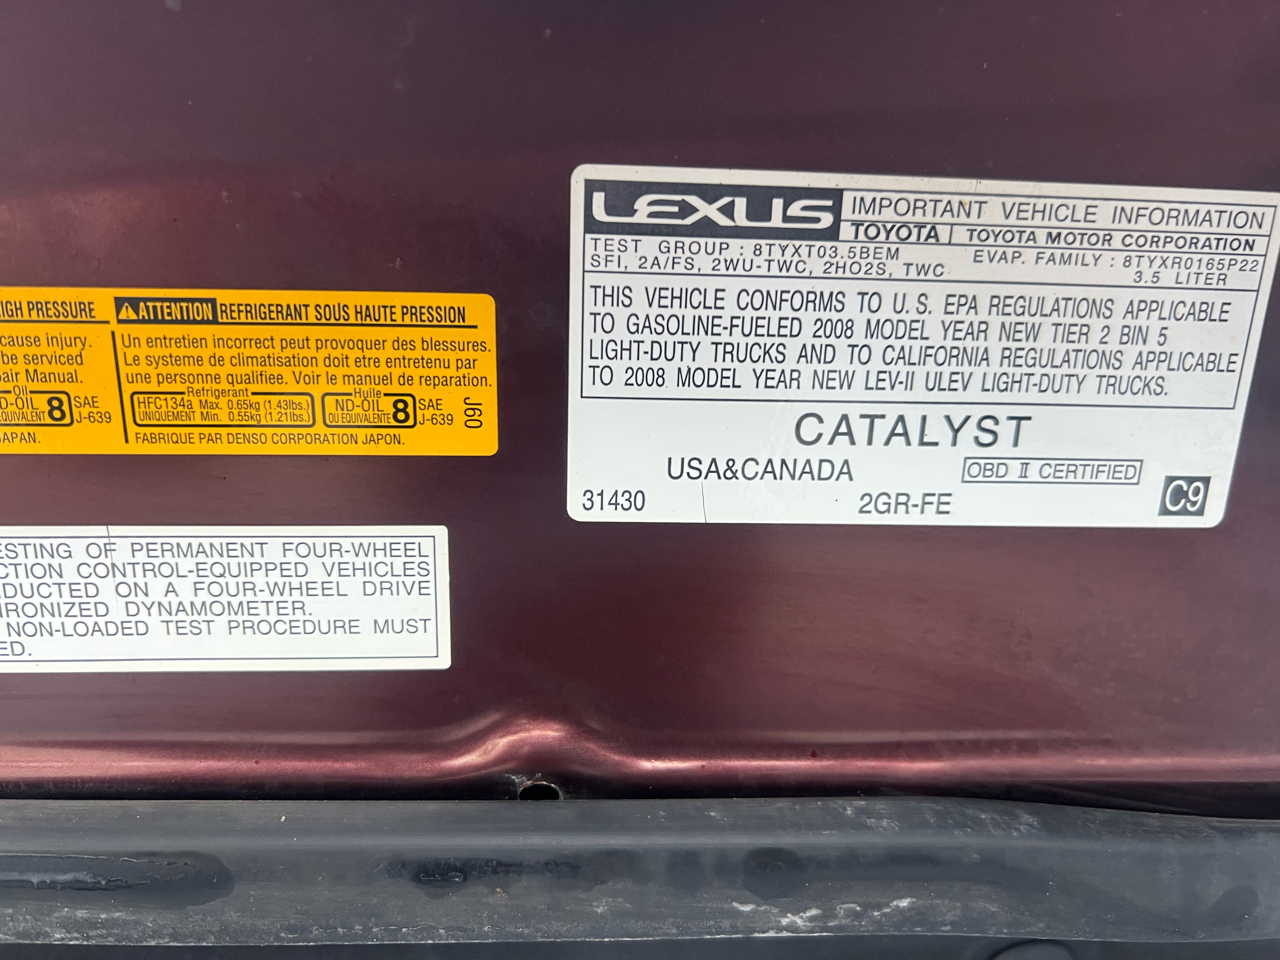 HIGH PRESSURE
cause injury.
be serviced
air Manual.
Oil
ND-OIL 8 SAE J-639
EQUIVALENT
JAPAN.
ATTENTION REFRIGERANT SOUS HAUTE PRESSION
Un entretien incorrect peut provoquer des blessures.
Le systeme de climatisation doit etre entretenu par
une personne qualifiee. Voir le manuel de reparation.
Refrigerant Huile
HFC134a Max. 0.65kg (1.43lbs.) ND-OIL 8 SAE
UNIQUEMENT Min. 0.55kg (1.21lbs.) OU EQUIVALENTE J-639
FABRIQUE PAR DENSO CORPORATION JAPON.
J60
LEXUS IMPORTANT VEHICLE INFORMATION
TOYOTA TOYOTA MOTOR CORPORATION
TEST GROUP : 8TYXT03.5BEM EVAP. FAMILY : 8TYXR0165P22
SFI, 2A/FS, 2WU-TWC, 2HO2S, TWC 3.5 LITER
THIS VEHICLE CONFORMS TO U.S. EPA REGULATIONS APPLICABLE
TO GASOLINE-FUELED 2008 MODEL YEAR NEW TIER 2 BIN 5
LIGHT-DUTY TRUCKS AND TO CALIFORNIA REGULATIONS APPLICABLE
TO 2008 MODEL YEAR NEW LEV-II ULEV LIGHT-DUTY TRUCKS.
CATALYST
USA&CANADA OBD II CERTIFIED
31430 2GR-FE C9
ESTING OF PERMANENT FOUR-WHEEL
CTION CONTROL-EQUIPPED VEHICLES
DUCTED ON A FOUR-WHEEL DRIVE
HRONIZED DYNAMOMETER.
NON-LOADED TEST PROCEDURE MUST
ED.